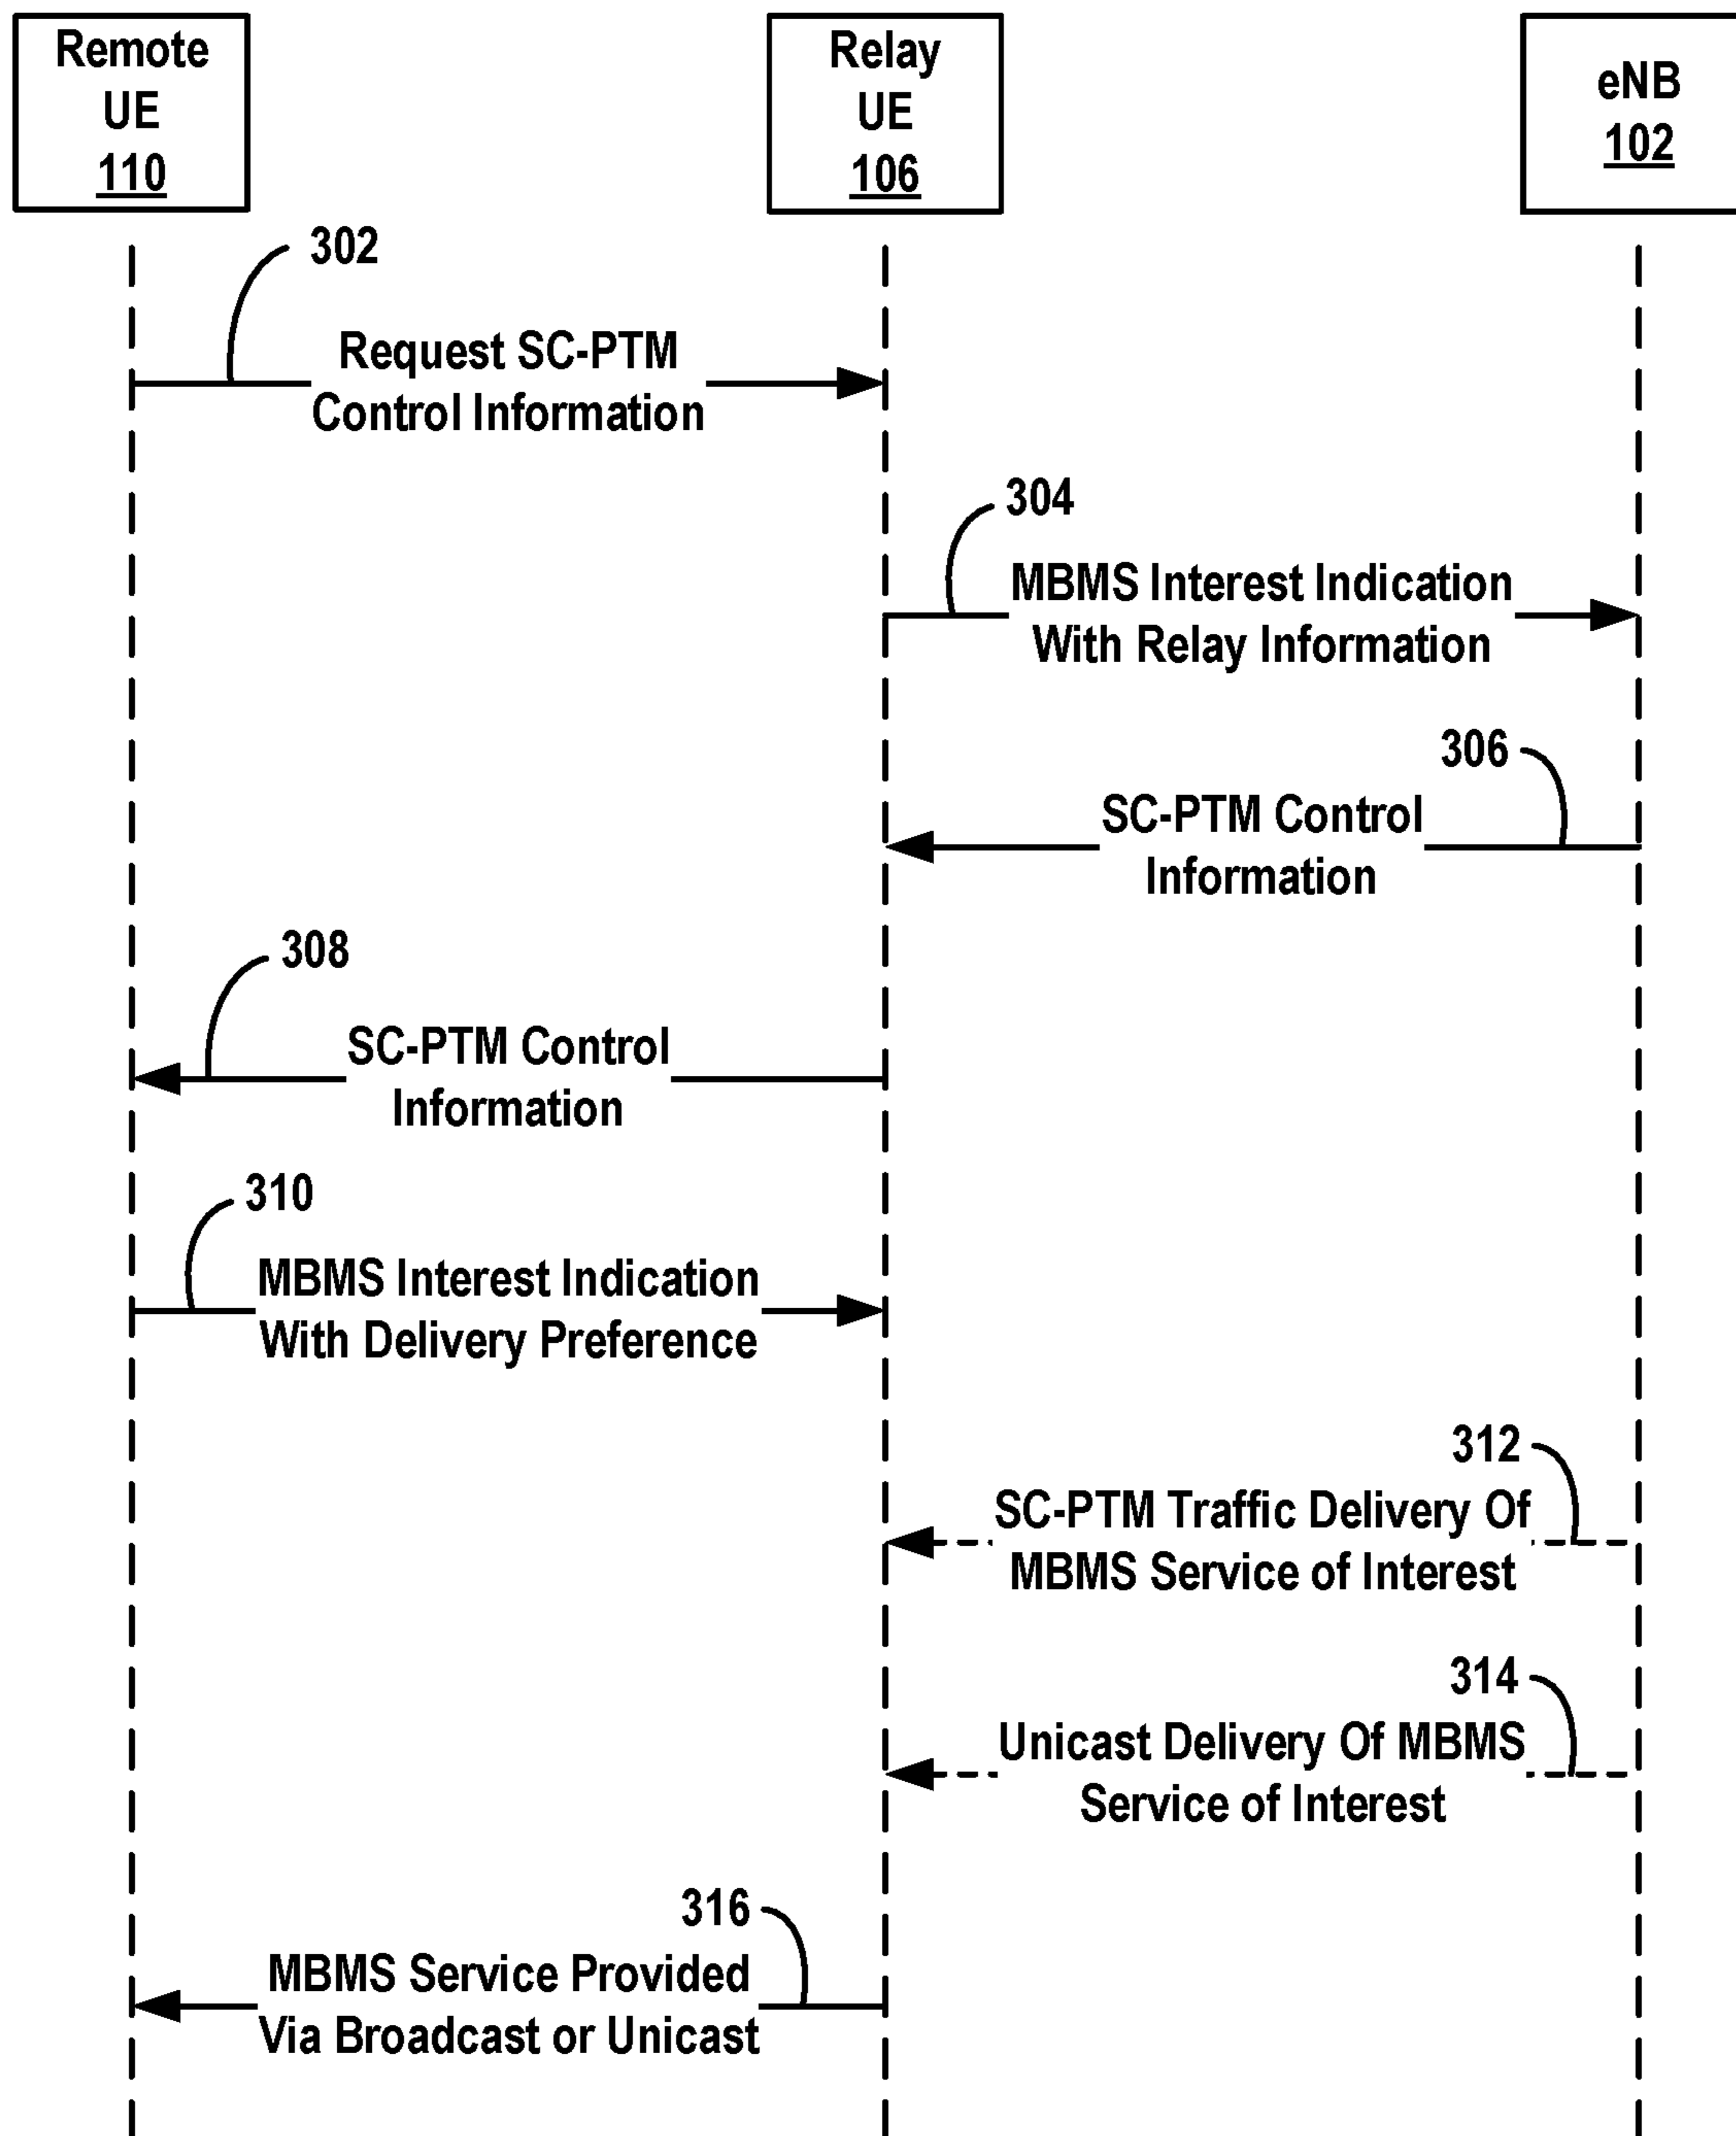 Remote
UE
110
Relay
UE
106
eNB
102
302
Request SC-PTM
Control Information
304
MBMS Interest Indication
With Relay Information
306
SC-PTM Control
Information
308
SC-PTM Control
Information
310
MBMS Interest Indication
With Delivery Preference
312
SC-PTM Traffic Delivery Of
MBMS Service of Interest
314
Unicast Delivery Of MBMS
Service of Interest
316
MBMS Service Provided
Via Broadcast or Unicast